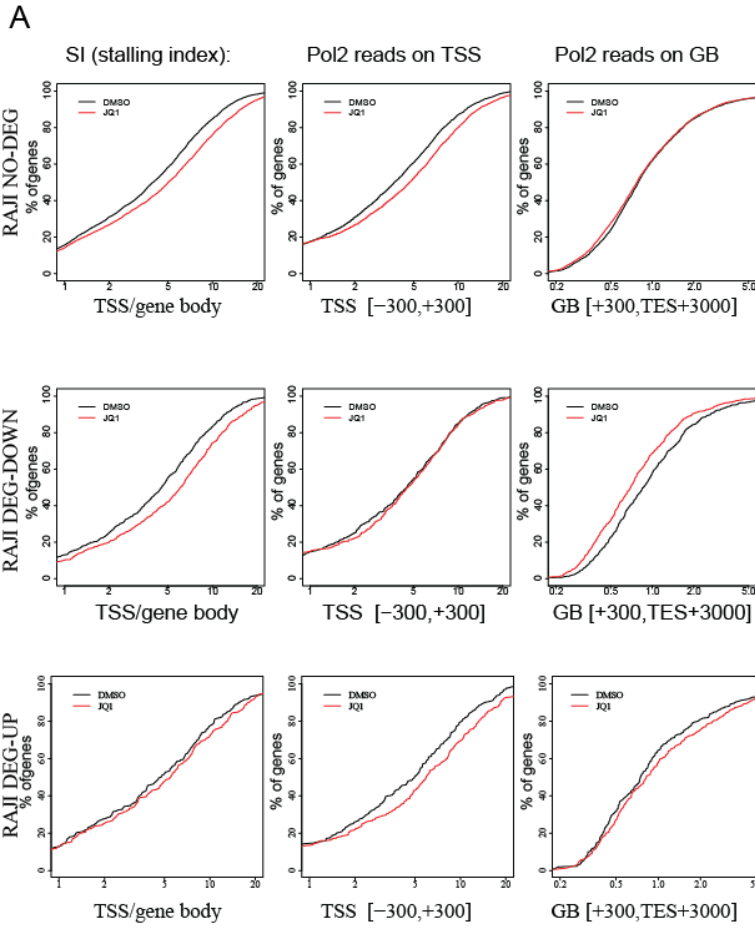 A
SI (stalling index): Pol2 reads on TSS Pol2 reads on GB
RAJI NO-DEG
% ofgenes
0 20 40 60 80 100
DMSO
JQ1
1 2 5 10 20
TSS/gene body
% of genes
0 20 40 60 80 100
DMSO
JQ1
1 2 5 10 20
TSS [−300,+300]
% of genes
0 20 40 60 80 100
DMSO
JQ1
0.2 0.5 1.0 2.0 5.0
GB [+300,TES+3000]
RAJI DEG-DOWN
% ofgenes
0 20 40 60 80 100
DMSO
JQ1
1 2 5 10 20
TSS/gene body
% of genes
0 20 40 60 80 100
DMSO
JQ1
1 2 5 10 20
TSS [−300,+300]
% of genes
0 20 40 60 80 100
DMSO
JQ1
0.2 0.5 1.0 2.0 5.0
GB [+300,TES+3000]
RAJI DEG-UP
% ofgenes
0 20 40 60 80 100
DMSO
JQ1
1 2 5 10 20
TSS/gene body
% of genes
0 20 40 60 80 100
DMSO
JQ1
1 2 5 10 20
TSS [−300,+300]
% of genes
0 20 40 60 80 100
DMSO
JQ1
0.2 0.5 1.0 2.0 5
GB [+300,TES+3000]